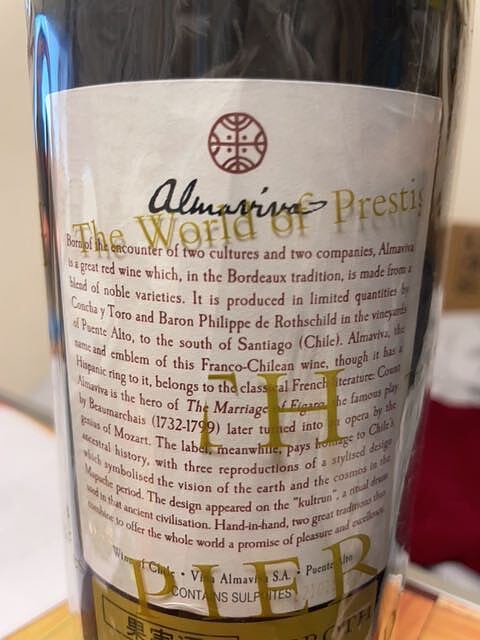 Almaviva
The World of Prestig
Born of the encounter of two cultures and two companies, Almaviva
is a great red wine which, in the Bordeaux tradition, is made from a
blend of noble varieties. It is produced in limited quantities by
Concha y Toro and Baron Philippe de Rothschild in the vineyards
of Puente Alto, to the south of Santiago (Chile). Almaviva, the
name and emblem of this Franco-Chilean wine, though it has a
Hispanic ring to it, belongs to the classical French literature: Count
Almaviva is the hero of The Marriage of Figaro, the famous play
by Beaumarchais (1732-1799) later turned into an opera by the
genius of Mozart. The label, meanwhile, pays homage to Chile's
ancestral history, with three reproductions of a stylised design
which symbolised the vision of the earth and the cosmos in the
Mapuche period. The design appeared on the "kultrun", a ritual drum
used in that ancient civilisation. Hand-in-hand, two great traditions thus
combine to offer the whole world a promise of pleasure and excellence.
TH
Wine of Chile • Viña Almaviva S.A. • Puente Alto
CONTAINS SULPHITES
PIER
果実酒